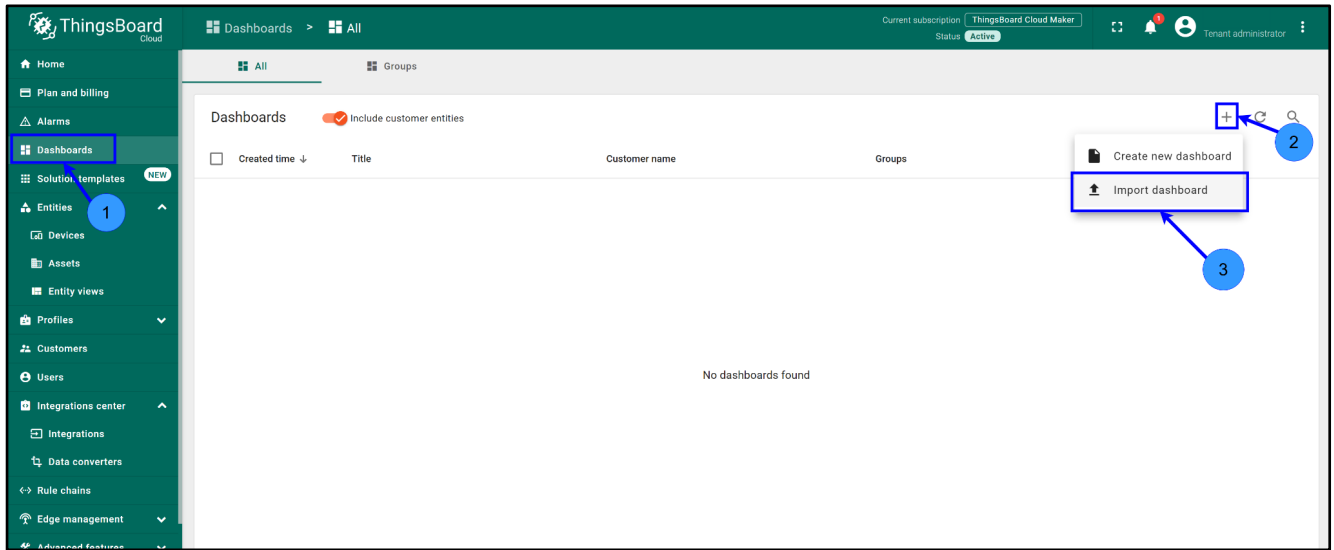 ThingsBoard
Cloud
Dashboards > All
Current subscription ThingsBoard Cloud Maker
Status Active
1
Tenant administrator
Home
Plan and billing
Alarms
Dashboards
Solution templates NEW
Entities
Devices
Assets
Entity views
Profiles
Customers
Users
Integrations center
Integrations
Data converters
Rule chains
Edge management
Advanced features
All
Groups
Dashboards
Include customer entities
Created time
Title
Customer name
Groups
Create new dashboard
Import dashboard
No dashboards found
1
2
3